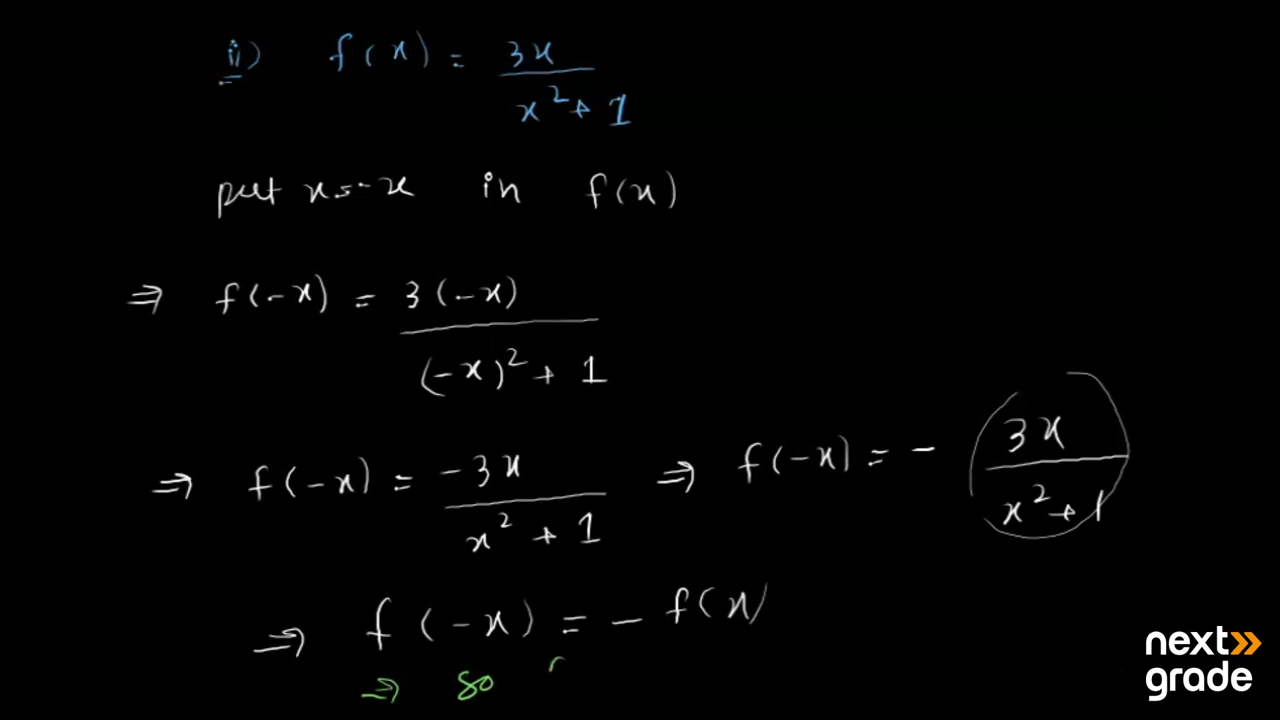 ii) f(x) = 3x / x² + 1
put x = -x in f(x)
⇒ f(-x) = 3(-x) / (-x)² + 1
⇒ f(-x) = -3x / x² + 1 ⇒ f(-x) = - 3x / x² + 1
⇒ f(-x) = - f(x)
⇒ so
next
grade